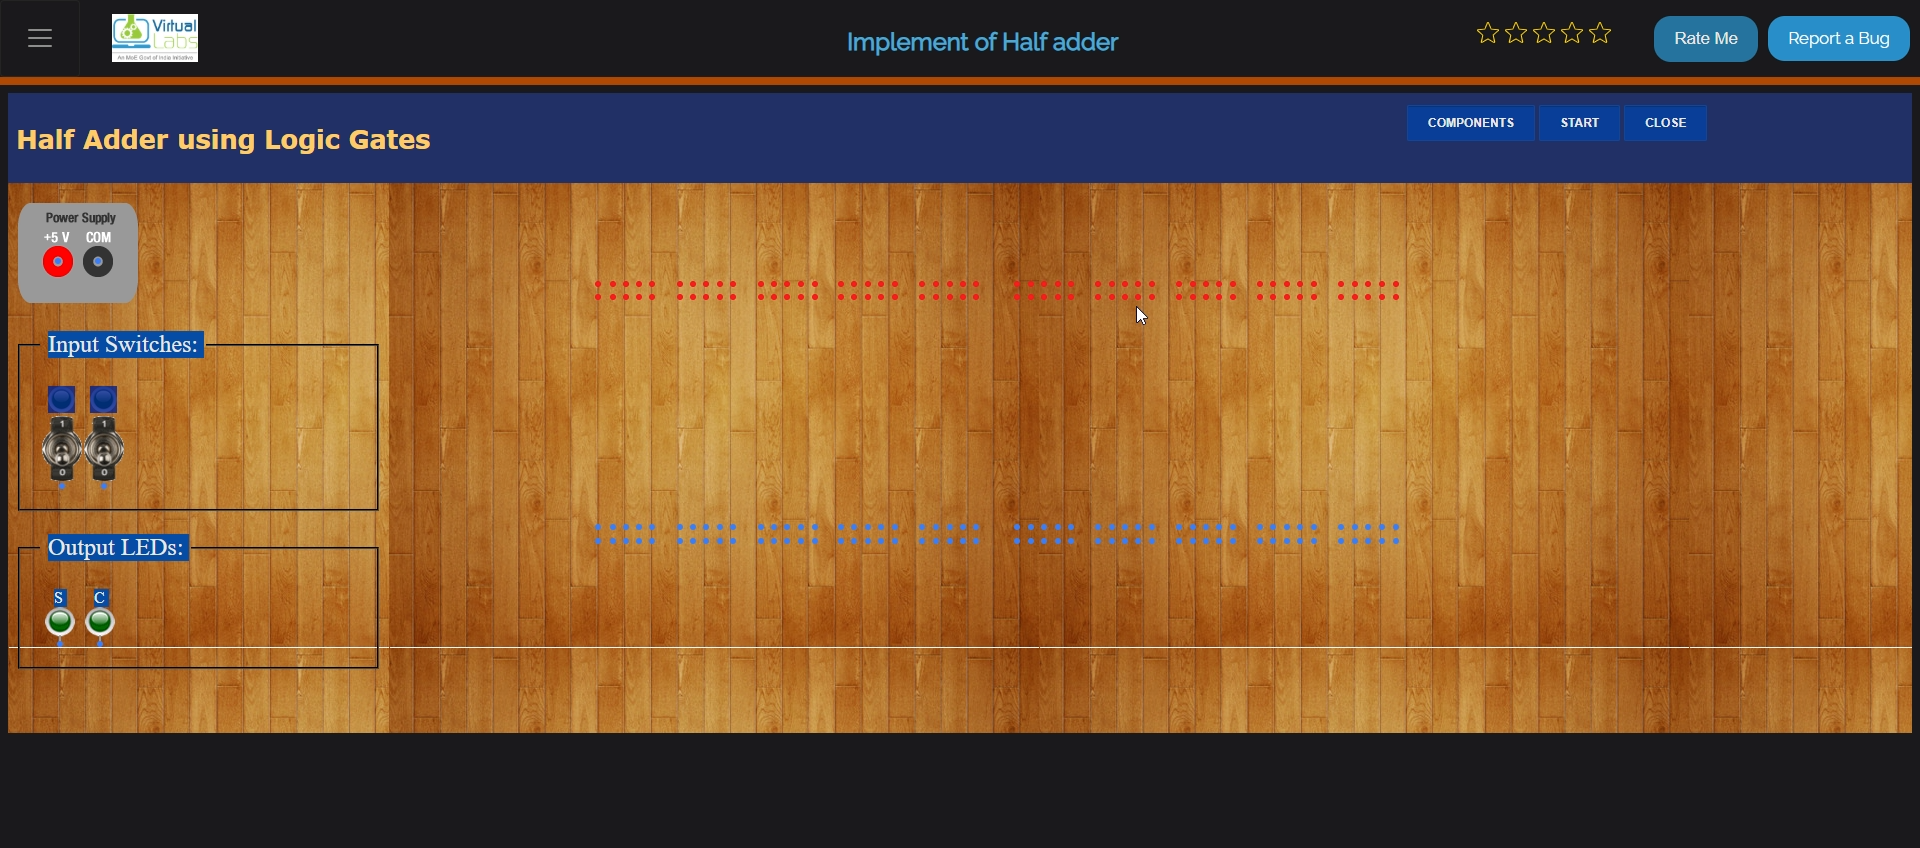 Virtual
Labs
An MoE Govt of India Initiative
Implement of Half adder
Rate Me
Report a Bug
Half Adder using Logic Gates
COMPONENTS
START
CLOSE
Power Supply
+5 V COM
Input Switches:
1 1
0 0
Output LEDs:
S C